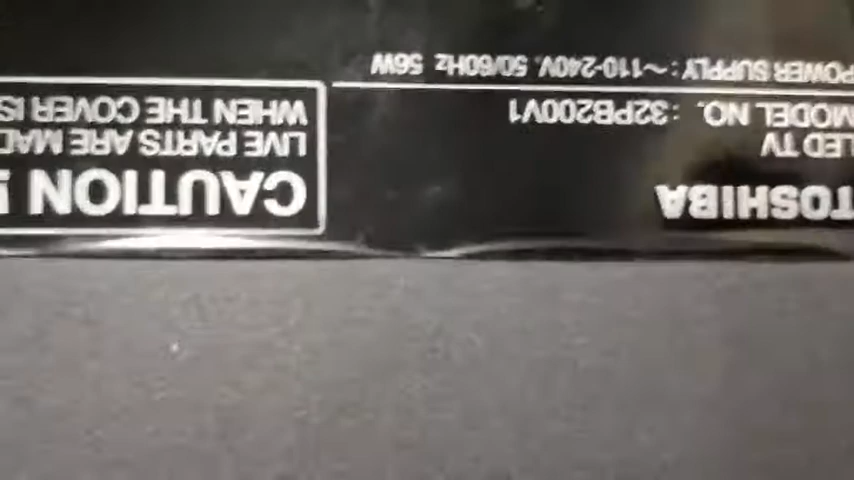 TOSHIBA
LED TV
MODEL NO. : 32PB200V1
POWER SUPPLY : ~110-240V. 50/60Hz 56W
CAUTION !
LIVE PARTS ARE
WHEN THE COVER IS